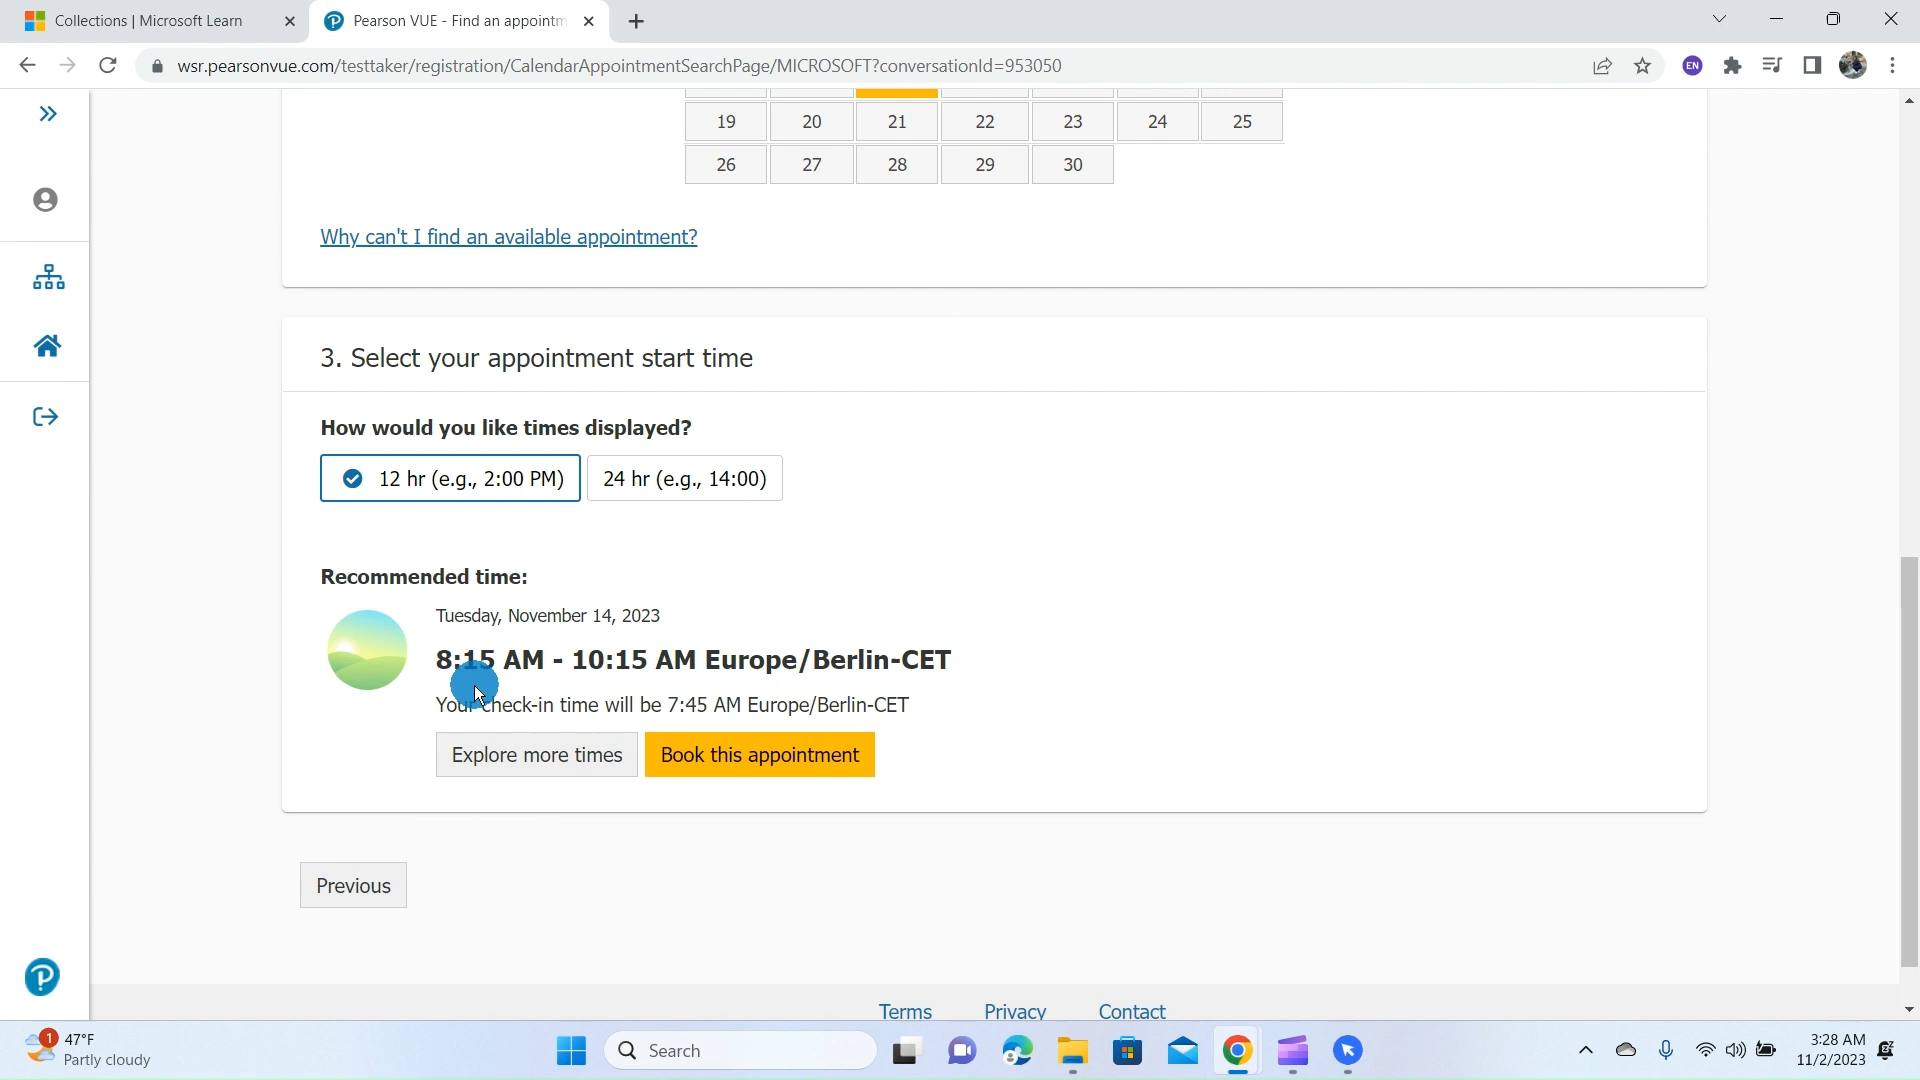 Collections | Microsoft Learn
Pearson VUE - Find an appointm
wsr.pearsonvue.com/testtaker/registration/CalendarAppointmentSearchPage/MICROSOFT?conversationId=953050
EN
19 20 21 22 23 24 25
26 27 28 29 30
Why can't I find an available appointment?
3. Select your appointment start time
How would you like times displayed?
12 hr (e.g., 2:00 PM) 24 hr (e.g., 14:00)
Recommended time:
Tuesday, November 14, 2023
8:15 AM - 10:15 AM Europe/Berlin-CET
Your check-in time will be 7:45 AM Europe/Berlin-CET
Explore more times Book this appointment
Previous
Terms Privacy Contact
1 47°F
Partly cloudy
Search
3:28 AM
11/2/2023